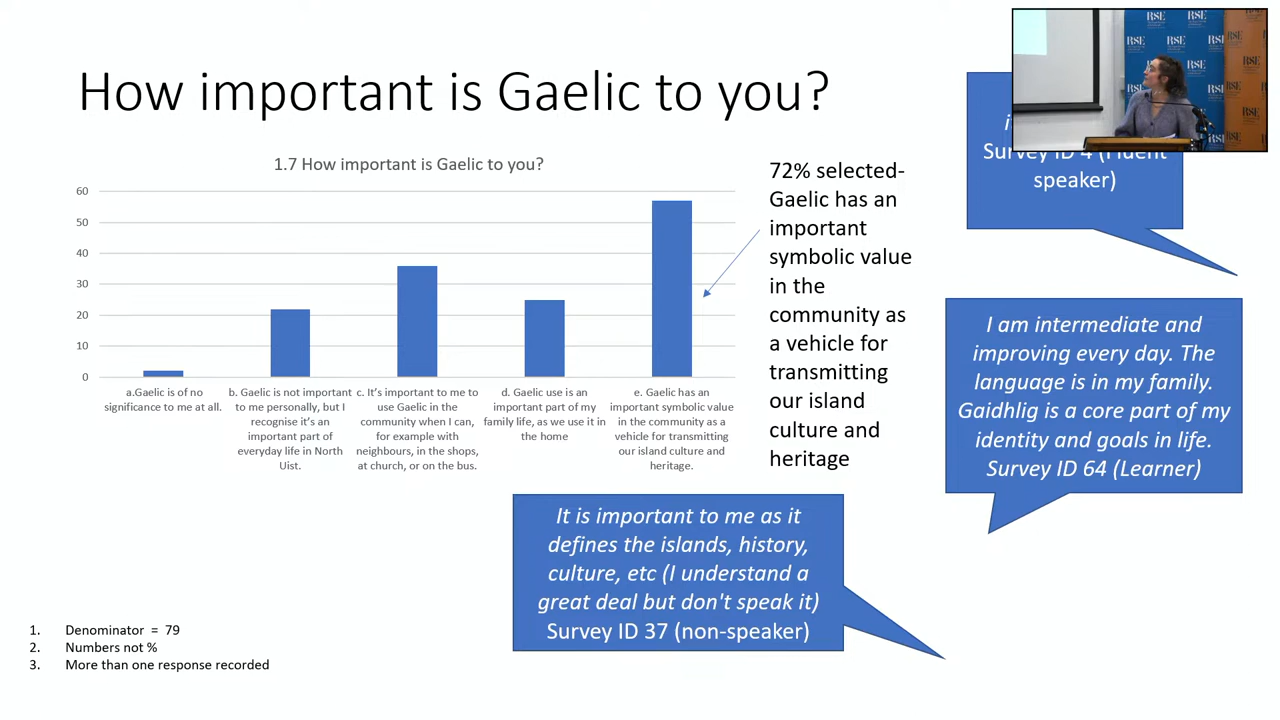 How important is Gaelic to you?
1.7 How important is Gaelic to you?
60
50
40
30
20
10
0
a.Gaelic is of no
significance to me at all.
b. Gaelic is not important
to me personally, but I
recognise it's an
important part of
everyday life in North
Uist.
c. It's important to me to
use Gaelic in the
community when I can,
for example with
neighbours, in the shops,
at church, or on the bus.
d. Gaelic use is an
important part of my
family life, as we use it in
the home
e. Gaelic has an
important symbolic value
in the community as a
vehicle for transmitting
our island culture and
heritage.
72% selected-
Gaelic has an
important
symbolic value
in the
community as
a vehicle for
transmitting
our island
culture and
heritage
RSE
RSE
RSE
RSE
RSE
Survey ID 4 (Fluent
speaker)
I am intermediate and
improving every day. The
language is in my family.
Gaidhlig is a core part of my
identity and goals in life.
Survey ID 64 (Learner)
It is important to me as it
defines the islands, history,
culture, etc (I understand a
great deal but don't speak it)
Survey ID 37 (non-speaker)
1. Denominator = 79
2. Numbers not %
3. More than one response recorded